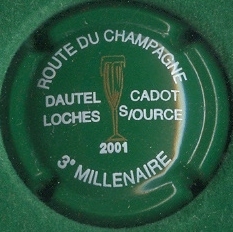 ROUTE DU CHAMPAGNE
DAUTEL CADOT
LOCHES S/OURCE
2001
3e MILLENAIRE